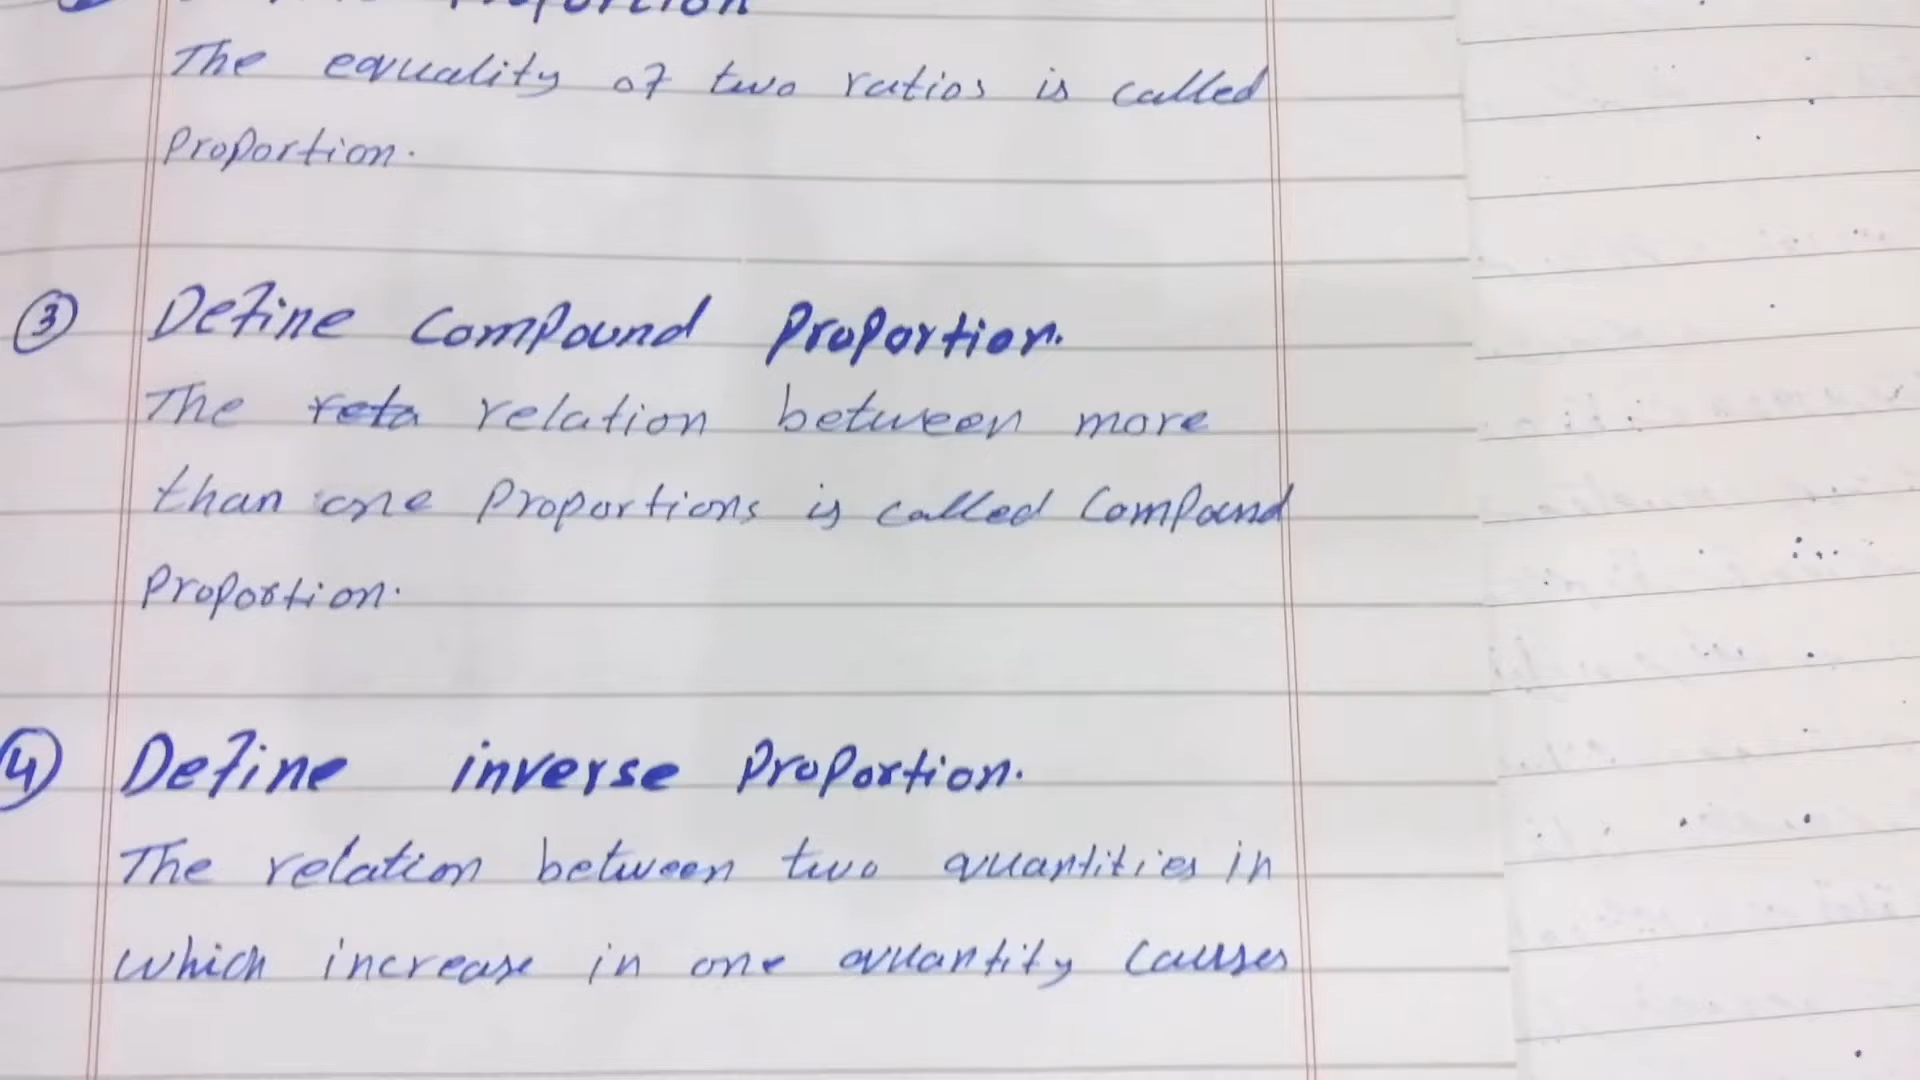 Proportion
The equality of two ratios is called
Proportion.
3 Define Compound Proportion.
The reta relation between more
than one Proportions is called Compound
Proportion.
4 Define inverse Proportion.
The relation between two quantities in
which increase in one quantity causes